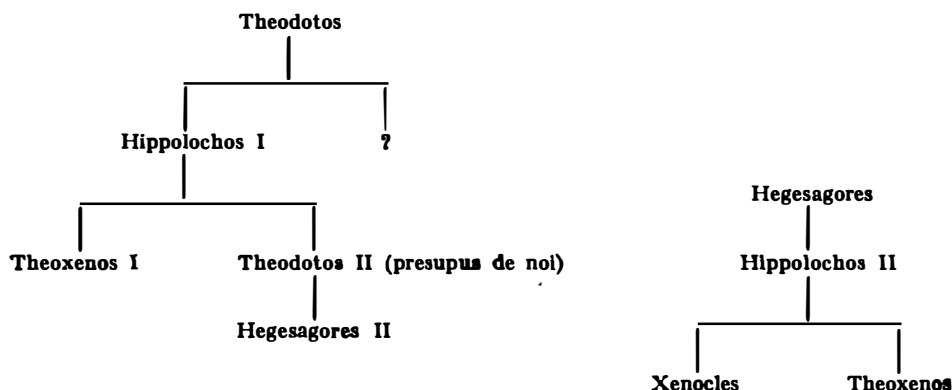 Theodotos
Hippolochos I
?
Theoxenos I
Theodotos II (presupus de noi)
Hegesagores II
Hegesagores
Hippolochos II
Xenocles
Theoxenos